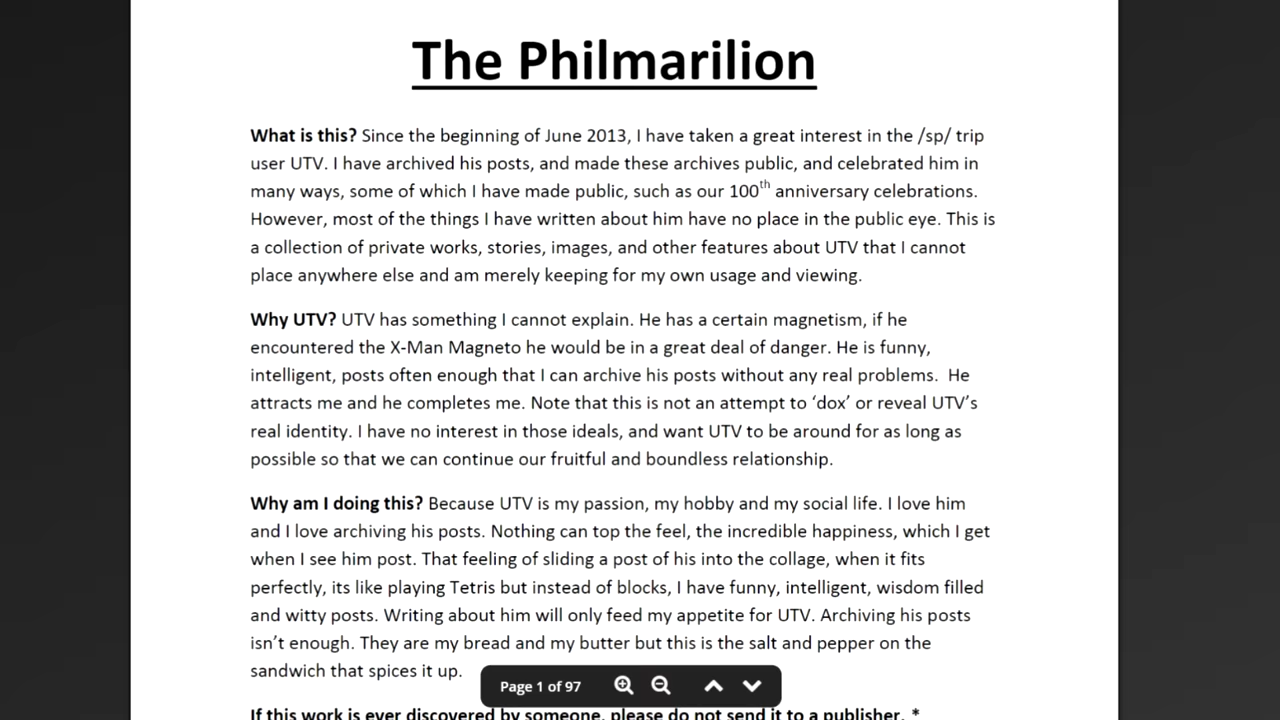 The Philmarilion
What is this? Since the beginning of June 2013, I have taken a great interest in the /sp/ trip
user UTV. I have archived his posts, and made these archives public, and celebrated him in
many ways, some of which I have made public, such as our 100th anniversary celebrations.
However, most of the things I have written about him have no place in the public eye. This is
a collection of private works, stories, images, and other features about UTV that I cannot
place anywhere else and am merely keeping for my own usage and viewing.
Why UTV? UTV has something I cannot explain. He has a certain magnetism, if he
encountered the X-Man Magneto he would be in a great deal of danger. He is funny,
intelligent, posts often enough that I can archive his posts without any real problems.  He
attracts me and he completes me. Note that this is not an attempt to ‘dox’ or reveal UTV’s
real identity. I have no interest in those ideals, and want UTV to be around for as long as
possible so that we can continue our fruitful and boundless relationship.
Why am I doing this? Because UTV is my passion, my hobby and my social life. I love him
and I love archiving his posts. Nothing can top the feel, the incredible happiness, which I get
when I see him post. That feeling of sliding a post of his into the collage, when it fits
perfectly, its like playing Tetris but instead of blocks, I have funny, intelligent, wisdom filled
and witty posts. Writing about him will only feed my appetite for UTV. Archiving his posts
isn’t enough. They are my bread and my butter but this is the salt and pepper on the
sandwich that spices it up.
Page 1 of 97
If this work is ever discovered by someone, please do not send it to a publisher. *